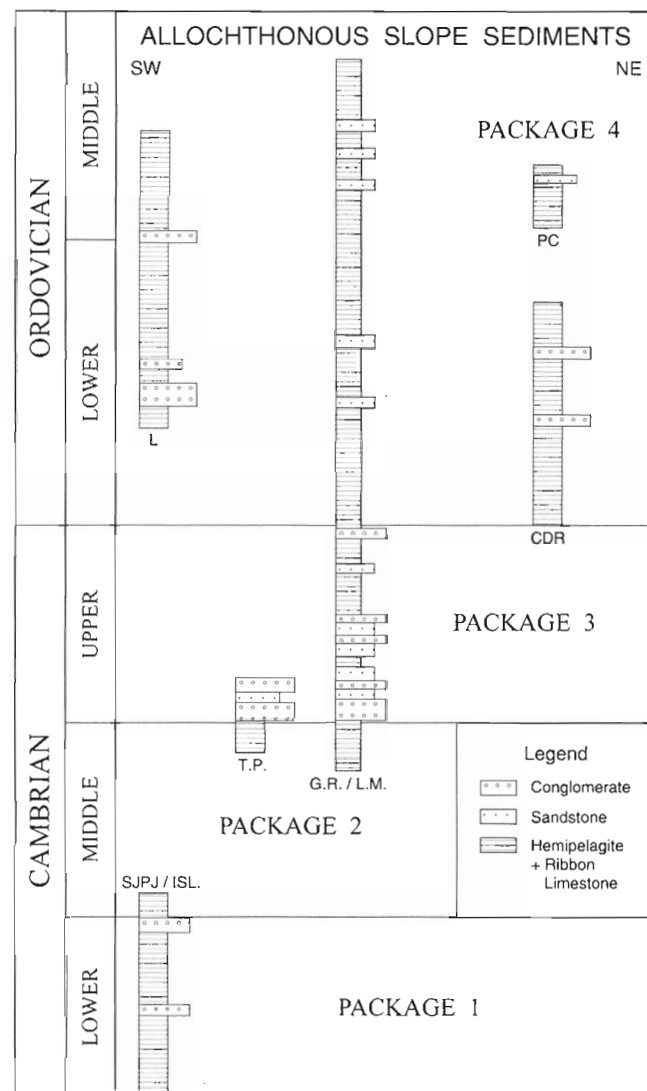 ALLOCHTHONOUS SLOPE SEDIMENTS
SW
NE
ORDOVICIAN
MIDDLE
LOWER
PACKAGE 4
PC
L
CDR
CAMBRIAN
UPPER
MIDDLE
LOWER
PACKAGE 3
T.P.
G.R. / L.M.
PACKAGE 2
SJPJ / ISL.
PACKAGE 1
Legend
Conglomerate
Sandstone
Hemipelagite
+ Ribbon
Limestone